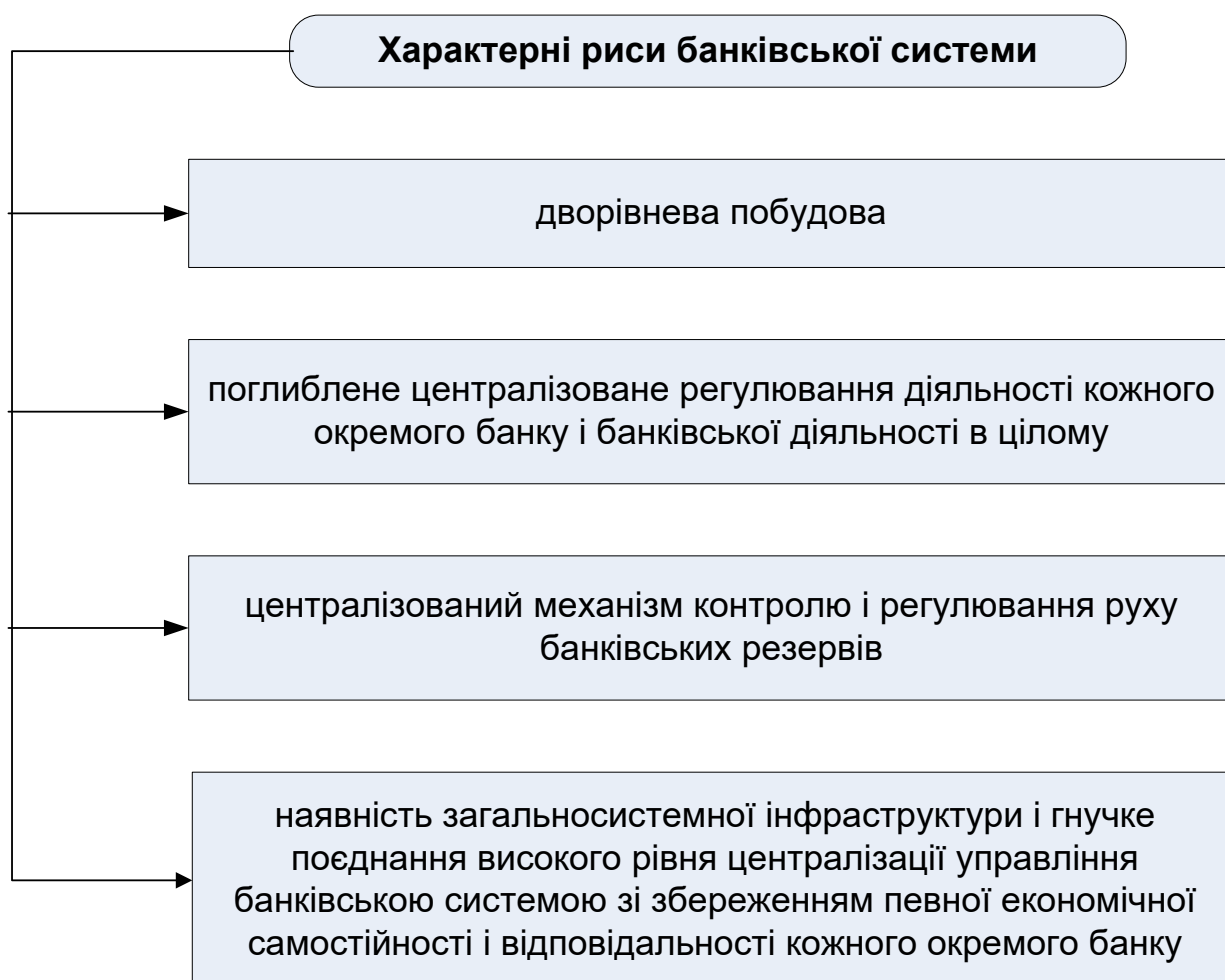 Характерні риси банківської системи
дворівнева побудова
поглиблене централізоване регулювання діяльності кожного
окремого банку і банківської діяльності в цілому
централізований механізм контролю і регулювання руху
банківських резервів
наявність загальносистемної інфраструктури і гнучке
поєднання високого рівня централізації управління
банківською системою зі збереженням певної економічної
самостійності і відповідальності кожного окремого банку